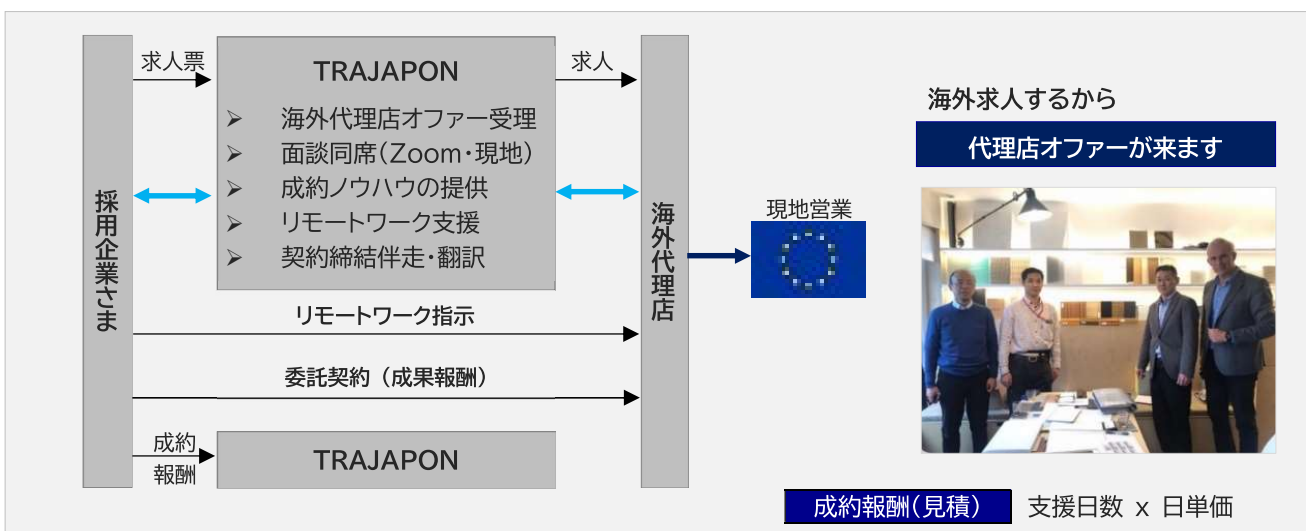 求人票
TRAJAPON
求人
➢ 海外代理店オファー受理
➢ 面談同席(Zoom・現地)
➢ 成約ノウハウの提供
➢ リモートワーク支援
➢ 契約締結伴走・翻訳
採用企業さま
海外代理店
現地営業
リモートワーク指示
委託契約（成果報酬）
成約
報酬
TRAJAPON
海外求人するから
代理店オファーが来ます
成約報酬(見積) 支援日数 x 日単価